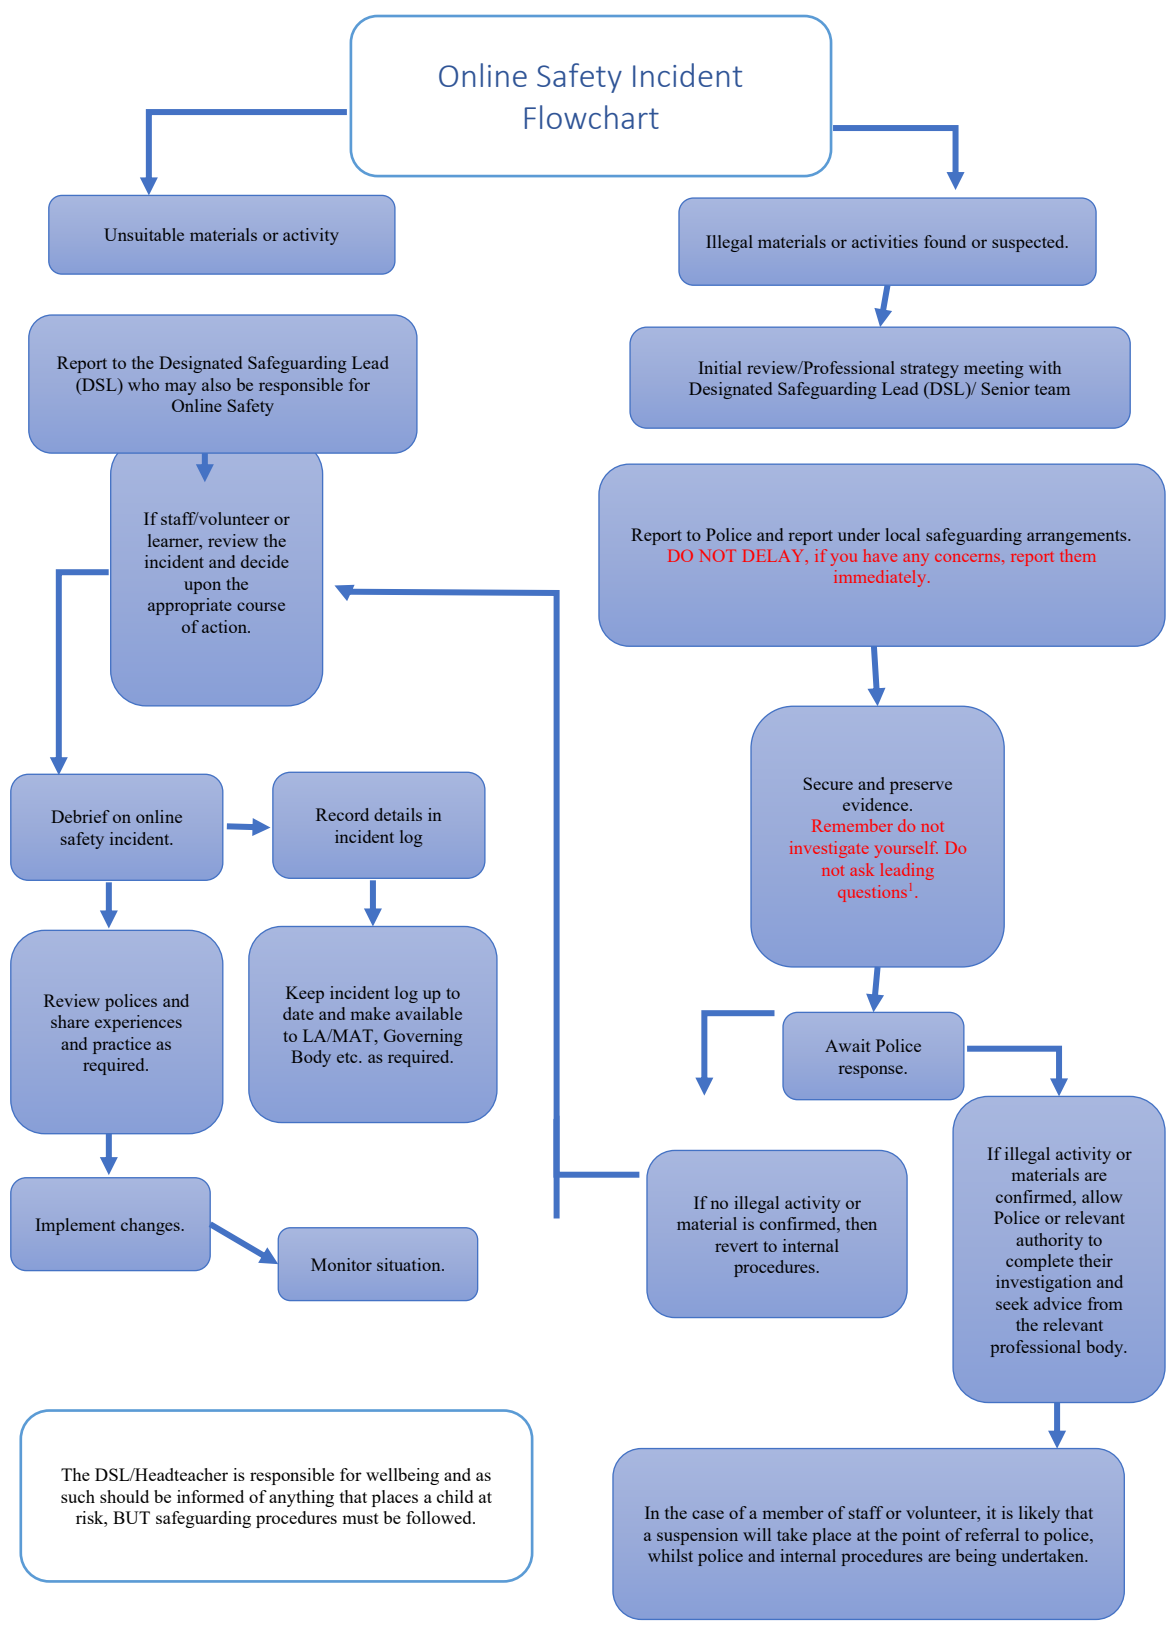 Online Safety Incident
Flowchart
Unsuitable materials or activity
Illegal materials or activities found or suspected.
Report to the Designated Safeguarding Lead
(DSL) who may also be responsible for
Online Safety
Initial review/Professional strategy meeting with
Designated Safeguarding Lead (DSL)/ Senior team
If staff/volunteer or
learner, review the
incident and decide
upon the
appropriate course
of action.
Report to Police and report under local safeguarding arrangements.
DO NOT DELAY, if you have any concerns, report them
immediately.
Secure and preserve
evidence.
Remember do not
investigate yourself. Do
not ask leading
questions¹.
Debrief on online
safety incident.
Record details in
incident log
Review polices and
share experiences
and practice as
required.
Keep incident log up to
date and make available
to LA/MAT, Governing
Body etc. as required.
Await Police
response.
Implement changes.
Monitor situation.
If no illegal activity or
material is confirmed, then
revert to internal
procedures.
If illegal activity or
materials are
confirmed, allow
Police or relevant
authority to
complete their
investigation and
seek advice from
the relevant
professional body.
The DSL/Headteacher is responsible for wellbeing and as
such should be informed of anything that places a child at
risk, BUT safeguarding procedures must be followed.
In the case of a member of staff or volunteer, it is likely that
a suspension will take place at the point of referral to police,
whilst police and internal procedures are being undertaken.